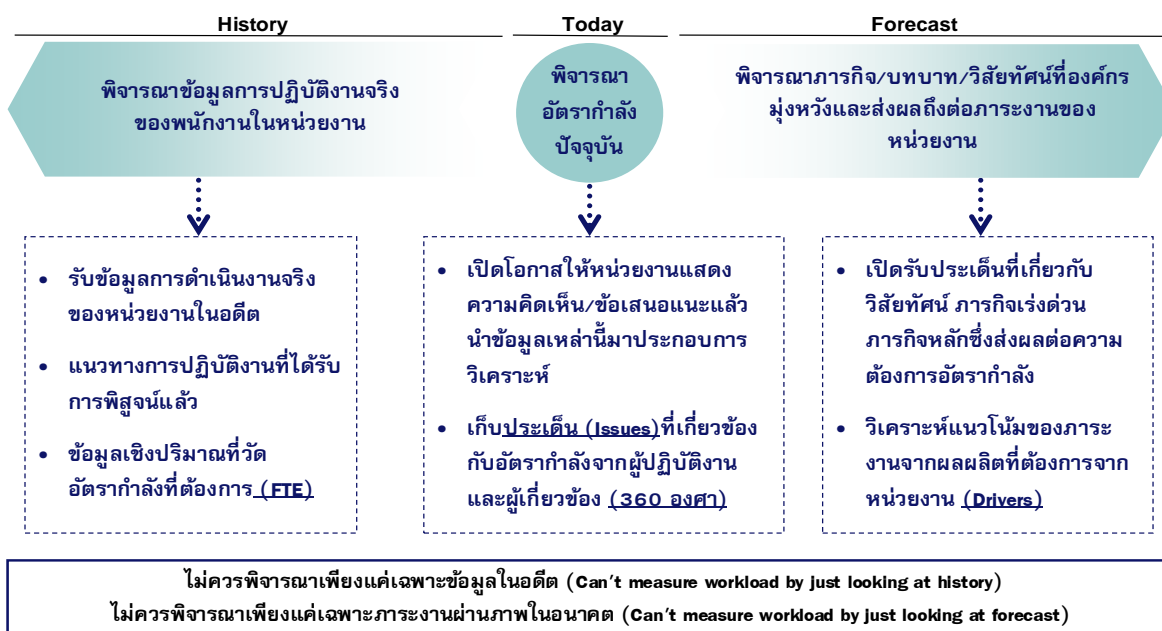 History
Today
Forecast
พิจารณาข้อมูลการปฏิบัติงานจริง
ของพนักงานในหน่วยงาน
พิจารณา
อัตรากำลัง
ปัจจุบัน
พิจารณาภารกิจ/บทบาท/วิสัยทัศน์ที่องค์กร
มุ่งหวังและส่งผลถึงต่อภาระงานของ
หน่วยงาน
• รับข้อมูลการดำเนินงานจริง
ของหน่วยงานในอดีต
• แนวทางการปฏิบัติงานที่ได้รับ
การพิสูจน์แล้ว
• ข้อมูลเชิงปริมาณที่วัด
อัตรากำลังที่ต้องการ (FTE)
• เปิดโอกาสให้หน่วยงานแสดง
ความคิดเห็น/ข้อเสนอแนะแล้ว
นำข้อมูลเหล่านี้มาประกอบการ
วิเคราะห์
• เก็บประเด็น (Issues)ที่เกี่ยวข้อง
กับอัตรากำลังจากผู้ปฏิบัติงาน
และผู้เกี่ยวข้อง (360 องศา)
• เปิดรับประเด็นที่เกี่ยวกับ
วิสัยทัศน์ ภารกิจเร่งด่วน
ภารกิจหลักซึ่งส่งผลต่อความ
ต้องการอัตรากำลัง
• วิเคราะห์แนวโน้มของภาระ
งานจากผลผลิตที่ต้องการจาก
หน่วยงาน (Drivers)
ไม่ควรพิจารณาเพียงแค่เฉพาะข้อมูลในอดีต (Can't measure workload by just looking at history)
ไม่ควรพิจารณาเพียงแค่เฉพาะภาระงานผ่านภาพในอนาคต (Can't measure workload by just looking at forecast)